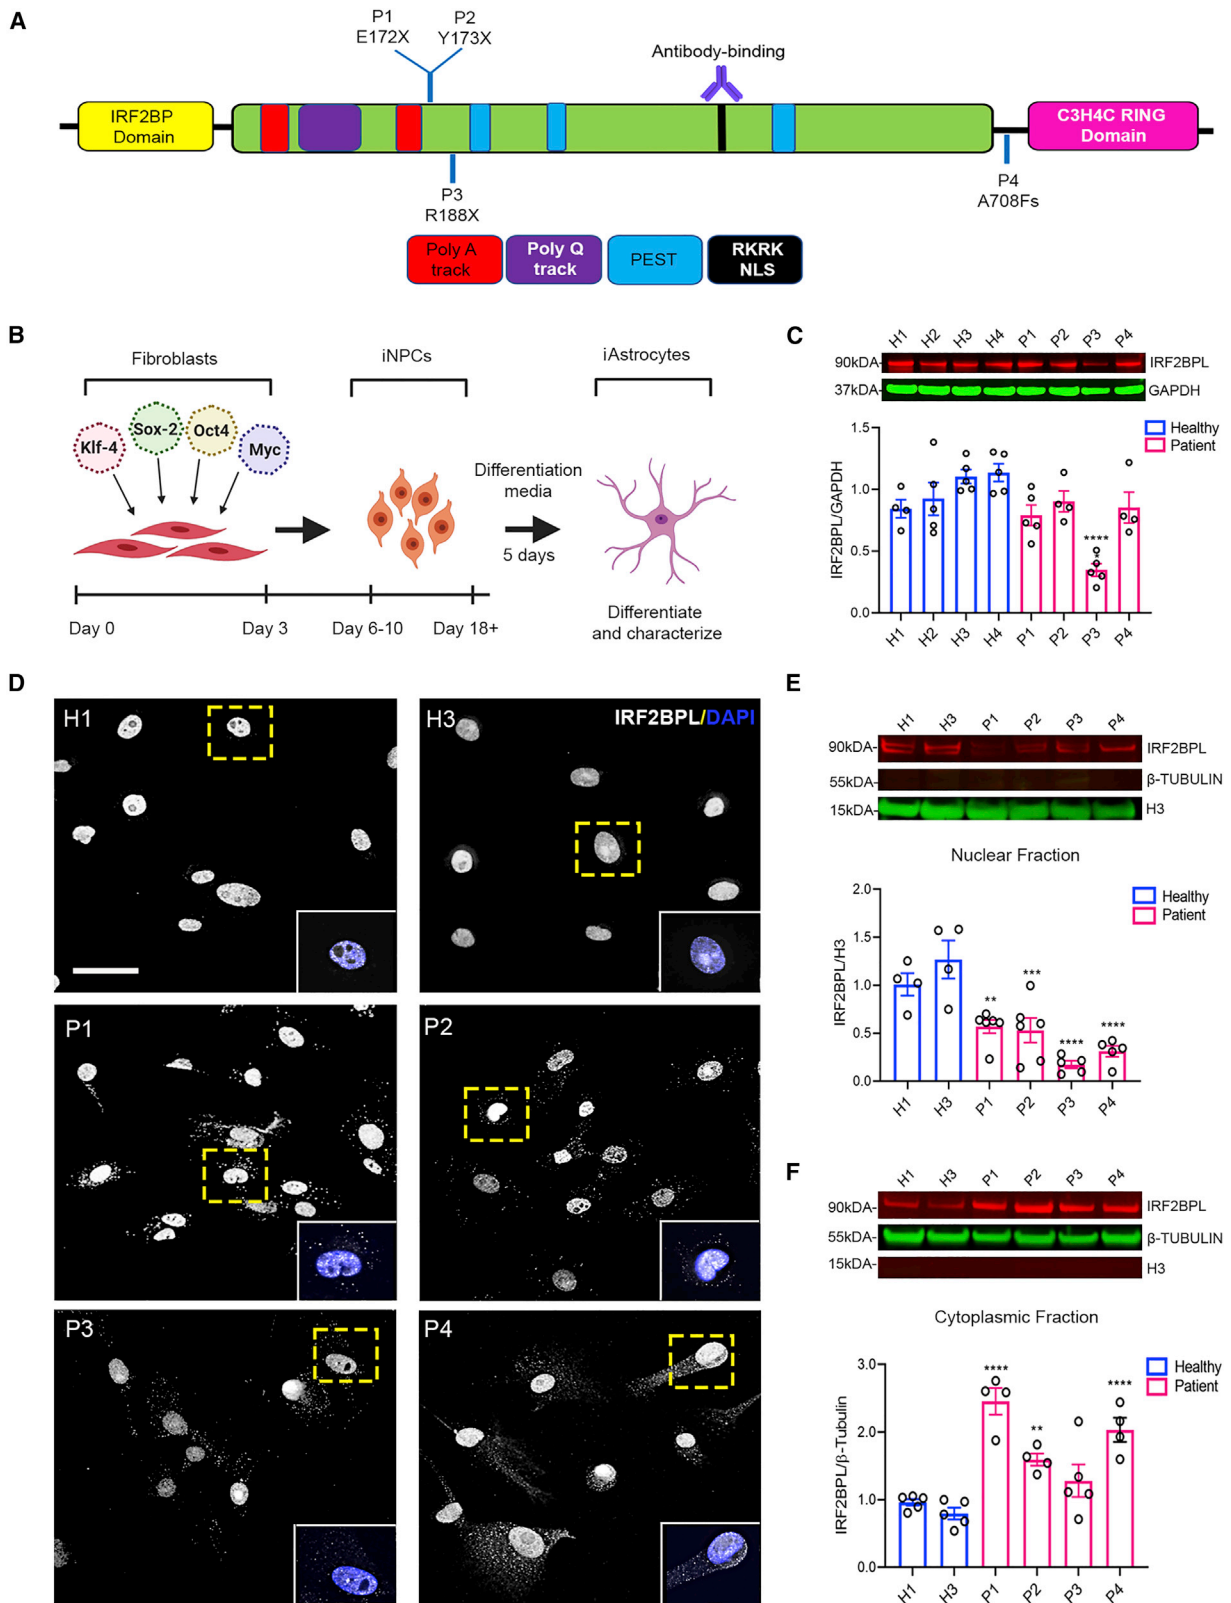 A
P1
E172X
P2
Y173X
Antibody-binding
IRF2BP
Domain
C3H4C RING
Domain
P3
R188X
P4
A708Fs
Poly A
track
Poly Q
track
PEST
RKRK
NLS
B
Fibroblasts
iNPCs
iAstrocytes
Klf-4
Sox-2
Oct4
Myc
Differentiation
media
5 days
Day 0
Day 3
Day 6-10
Day 18+
Differentiate
and characterize
C
H1 H2 H3 H4 P1 P2 P3 P4
90kDA- IRF2BPL
37kDA- GAPDH
Healthy
Patient
IRF2BPL/GAPDH
1.5
1.0
0.5
0.0
****
*
H1 H2 H3 H4 P1 P2 P3 P4
D
H1
H3
IRF2BPL/DAPI
P1
P2
P3
P4
E
H1 H3 P1 P2 P3 P4
90kDA- IRF2BPL
55kDA- β-TUBULIN
15kDA- H3
Nuclear Fraction
Healthy
Patient
IRF2BPL/H3
2.0
1.5
1.0
0.5
0.0
** *** **** ****
H1 H3 P1 P2 P3 P4
F
H1 H3 P1 P2 P3 P4
90kDA- IRF2BPL
55kDA- β-TUBULIN
15kDA- H3
Cytoplasmic Fraction
Healthy
Patient
IRF2BPL/β-Tubulin
3.0
2.0
1.0
0.0
**** ** ****
H1 H3 P1 P2 P3 P4